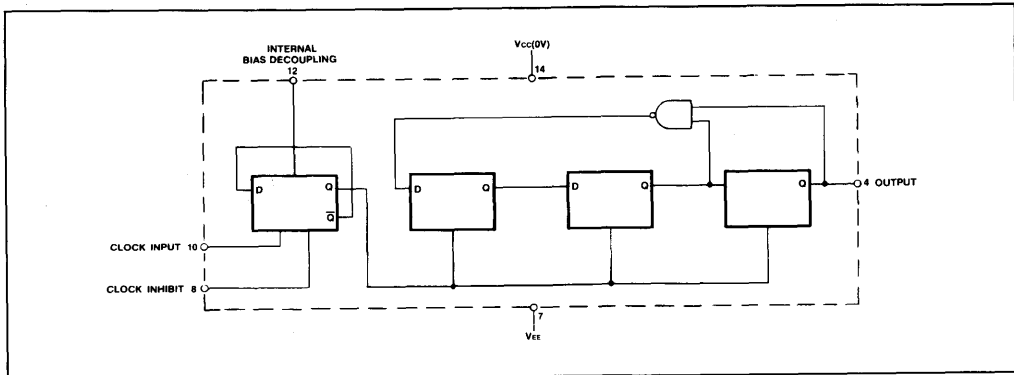 INTERNAL
BIAS DECOUPLING
12
VCC(0V)
14
D
Q
Q̅
D
Q
D
Q
Q
4 OUTPUT
CLOCK INPUT 10
CLOCK INHIBIT 8
7
VEE